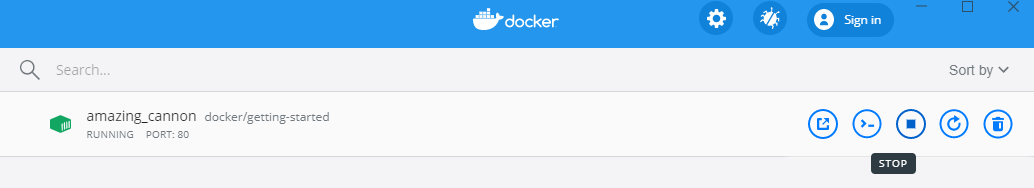 docker
Sign in
Search...
Sort by
amazing_cannon docker/getting-started
RUNNING PORT: 80
STOP